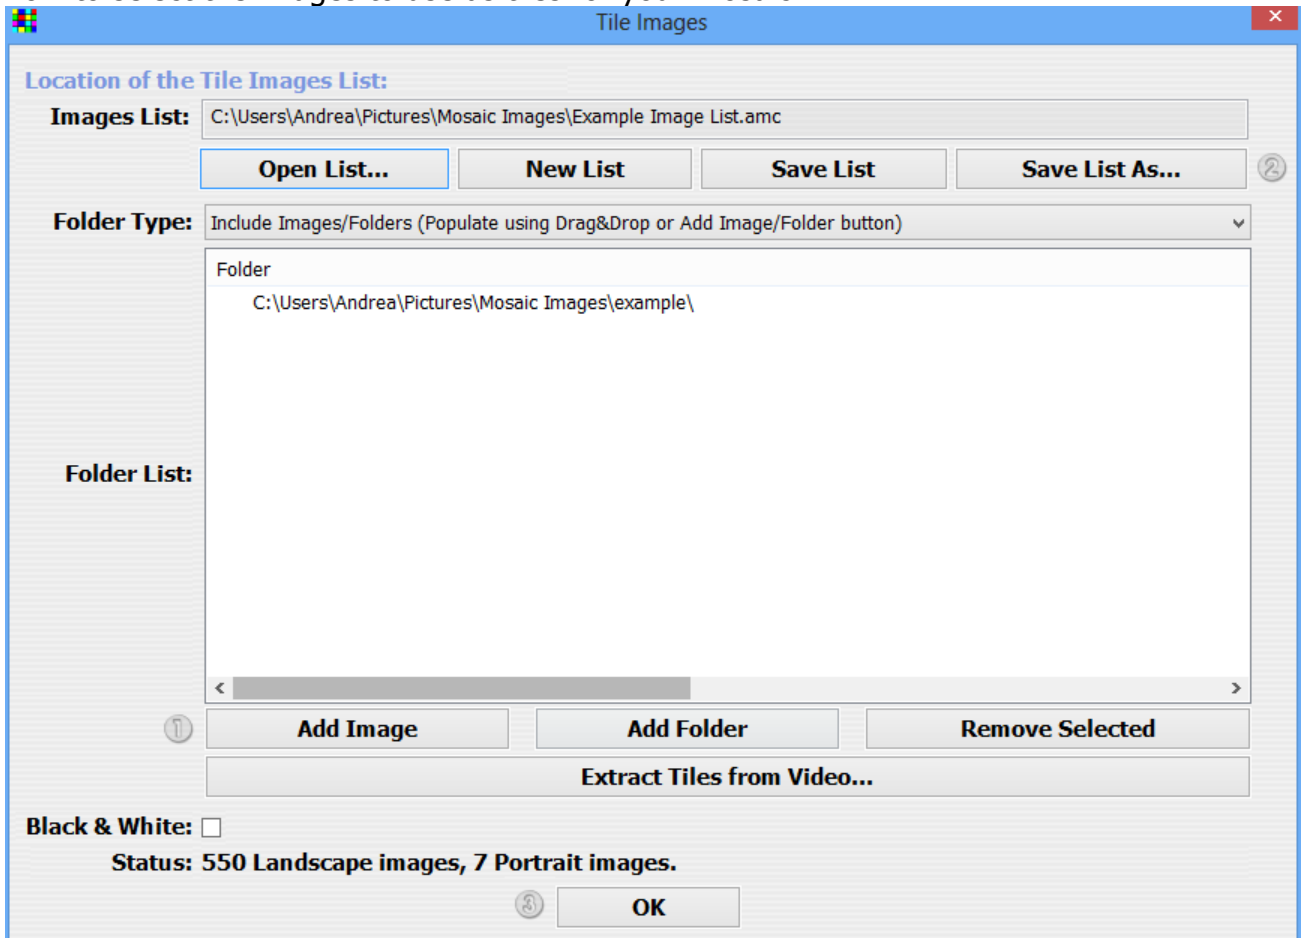 Tile Images
Location of the Tile Images List:
Images List: C:\Users\Andrea\Pictures\Mosaic Images\Example Image List.amc
Open List... New List Save List Save List As... 2
Folder Type: Include Images/Folders (Populate using Drag&Drop or Add Image/Folder button)
Folder
C:\Users\Andrea\Pictures\Mosaic Images\example\
Folder List:
1 Add Image Add Folder Remove Selected
Extract Tiles from Video...
Black & White:
Status: 550 Landscape images, 7 Portrait images.
3 OK